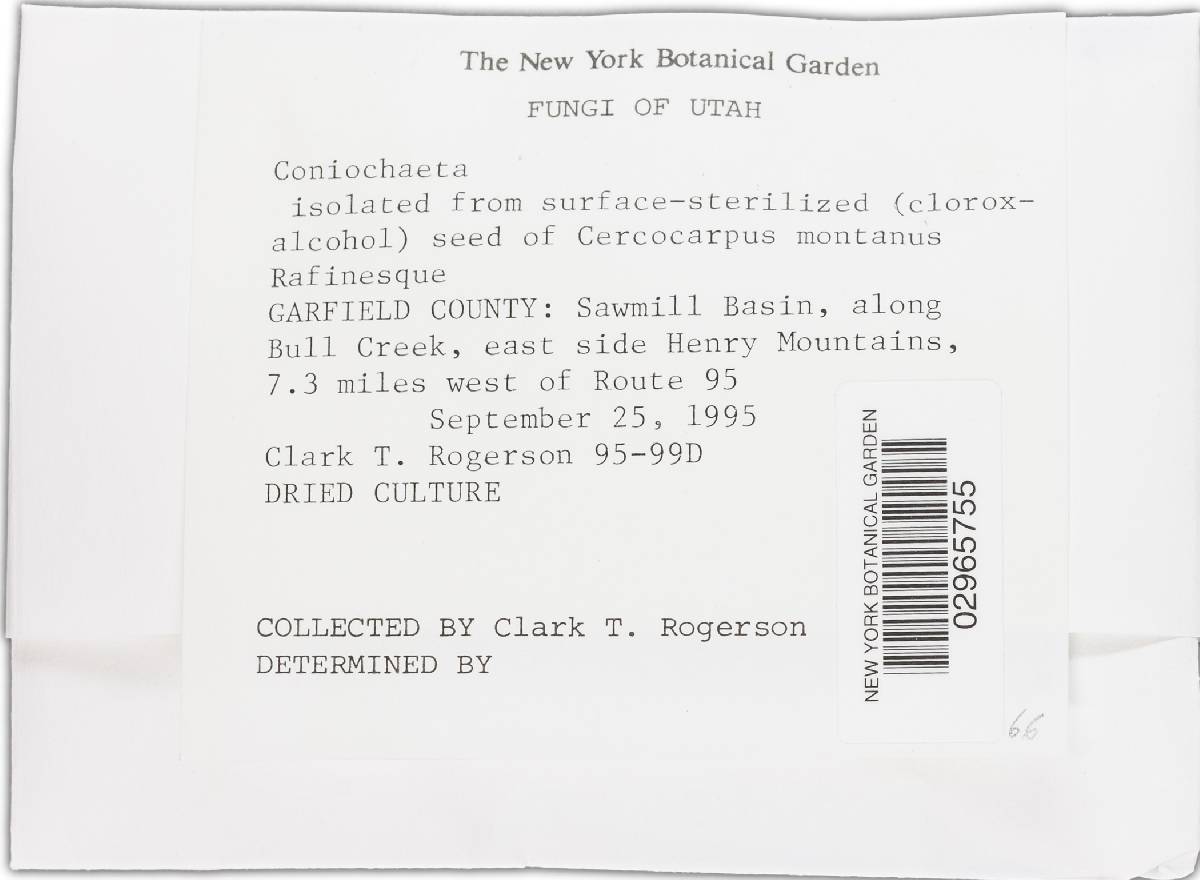 The New York Botanical Garden
FUNGI OF UTAH
Coniochaeta
isolated from surface-sterilized (clorox-
alcohol) seed of Cercocarpus montanus
Rafinesque
GARFIELD COUNTY: Sawmill Basin, along
Bull Creek, east side Henry Mountains,
7.3 miles west of Route 95
September 25, 1995
Clark T. Rogerson 95-99D
DRIED CULTURE
COLLECTED BY Clark T. Rogerson
DETERMINED BY
NEW YORK BOTANICAL GARDEN
02965755
66